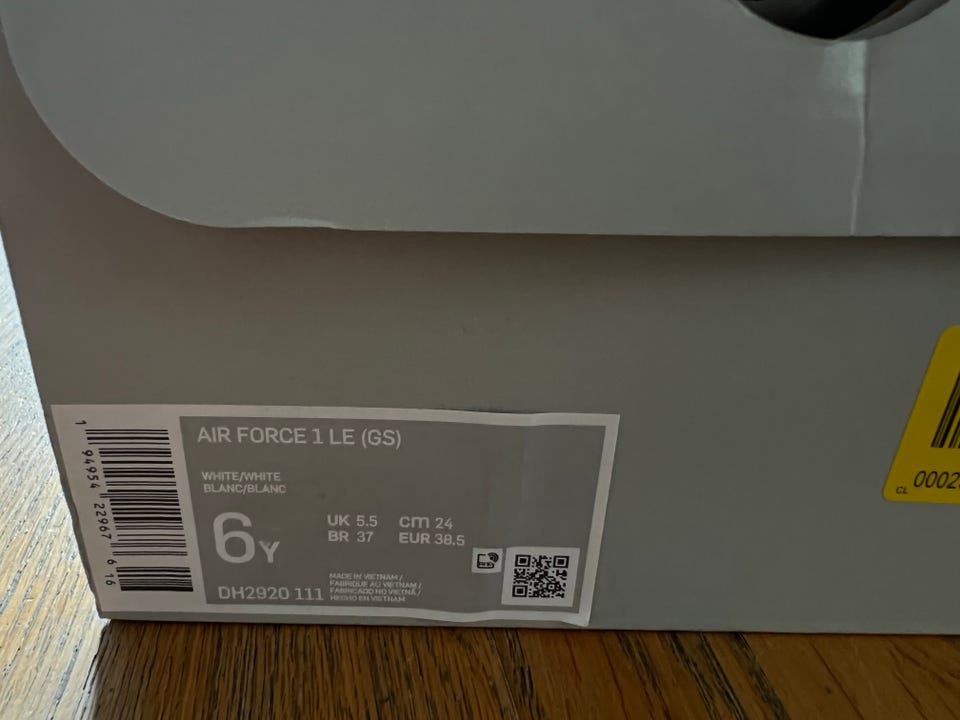 AIR FORCE 1 LE (GS)
WHITE/WHITE
BLANC/BLANC
6Y
UK 5.5 cm 24
BR 37 EUR 38.5
DH2920 111
MADE IN VIETNAM /
FABRIQUE AU VIETNAM /
FABRICADO NO VIETNÃ /
HECHO EN VIETNAM
1 94954 22967 6 16
CL